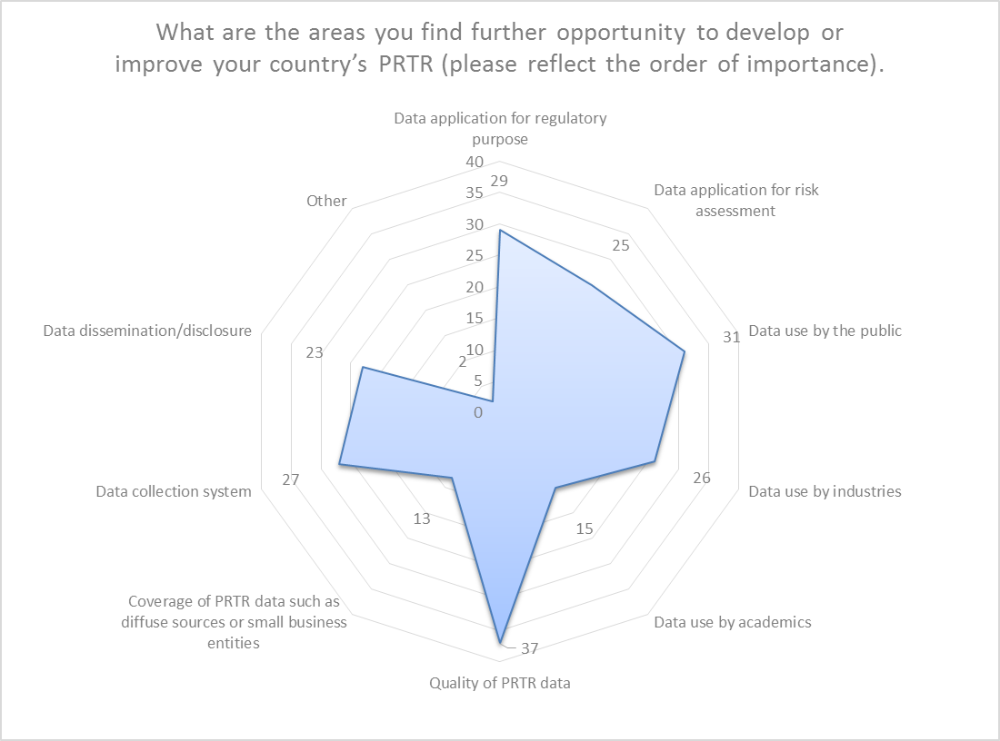 What are the areas you find further opportunity to develop or
improve your country’s PRTR (please reflect the order of importance).
Data application for regulatory
purpose
40
29
35
30
25
20
15
10
5
0
Data application for risk
assessment
25
Data use by the public
31
Data use by industries
26
Data use by academics
15
Quality of PRTR data
37
Coverage of PRTR data such as
diffuse sources or small business
entities
13
Data collection system
27
Data dissemination/disclosure
23
Other
2